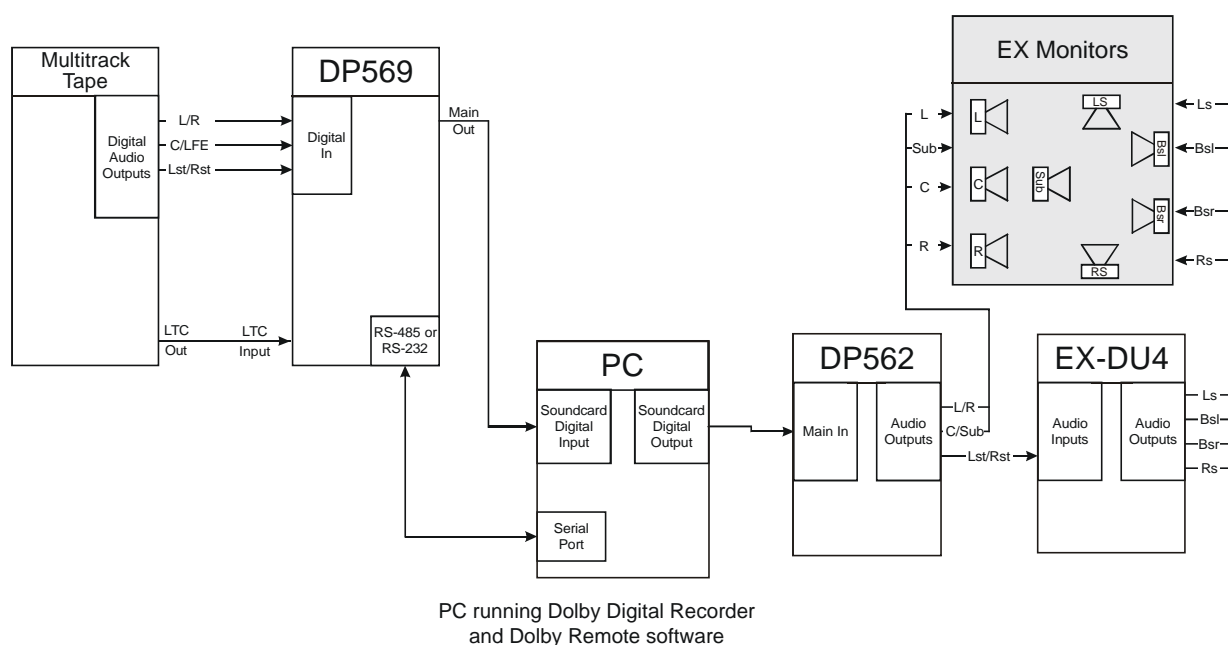 Multitrack
Tape
Digital
Audio
Outputs
L/R
C/LFE
Lst/Rst
LTC
Out
LTC
Input
DP569
Digital
In
RS-485 or
RS-232
Main
Out
PC
Soundcard
Digital
Input
Soundcard
Digital
Output
Serial
Port
PC running Dolby Digital Recorder
and Dolby Remote software
DP562
Main In
Audio
Outputs
L/R
C/Sub
Lst/Rst
EX-DU4
Audio
Inputs
Audio
Outputs
Ls
Bsl
Bsr
Rs
EX Monitors
L
Sub
C
R
L
C
R
Sub
LS
Bsl
Bsr
RS
Ls
Bsl
Bsr
Rs